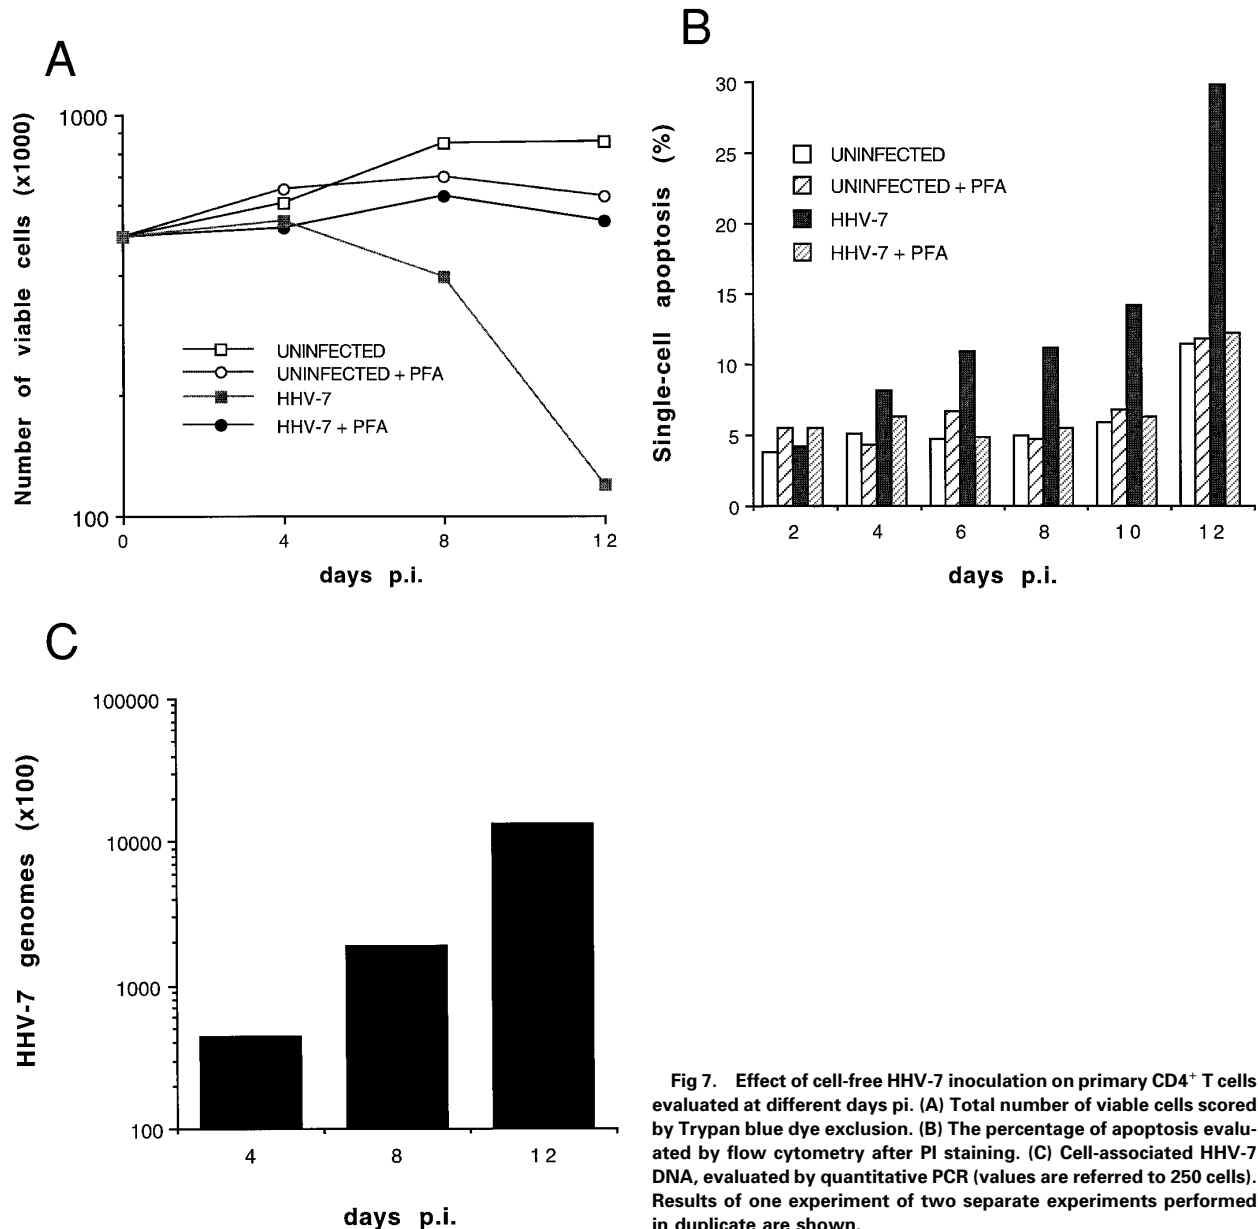 A
Number of viable cells (x1000)
1000
100
0
4
8
12
days p.i.
UNINFECTED
UNINFECTED + PFA
HHV-7
HHV-7 + PFA
B
Single-cell apoptosis (%)
30
25
20
15
10
5
0
UNINFECTED
UNINFECTED + PFA
HHV-7
HHV-7 + PFA
2
4
6
8
10
12
days p.i.
C
HHV-7 genomes (x100)
100000
10000
1000
100
4
8
12
days p.i.
Fig 7. Effect of cell-free HHV-7 inoculation on primary CD4⁺ T cells
evaluated at different days pi. (A) Total number of viable cells scored
by Trypan blue dye exclusion. (B) The percentage of apoptosis evalu-
ated by flow cytometry after PI staining. (C) Cell-associated HHV-7
DNA, evaluated by quantitative PCR (values are referred to 250 cells).
Results of one experiment of two separate experiments performed
in duplicate are shown.